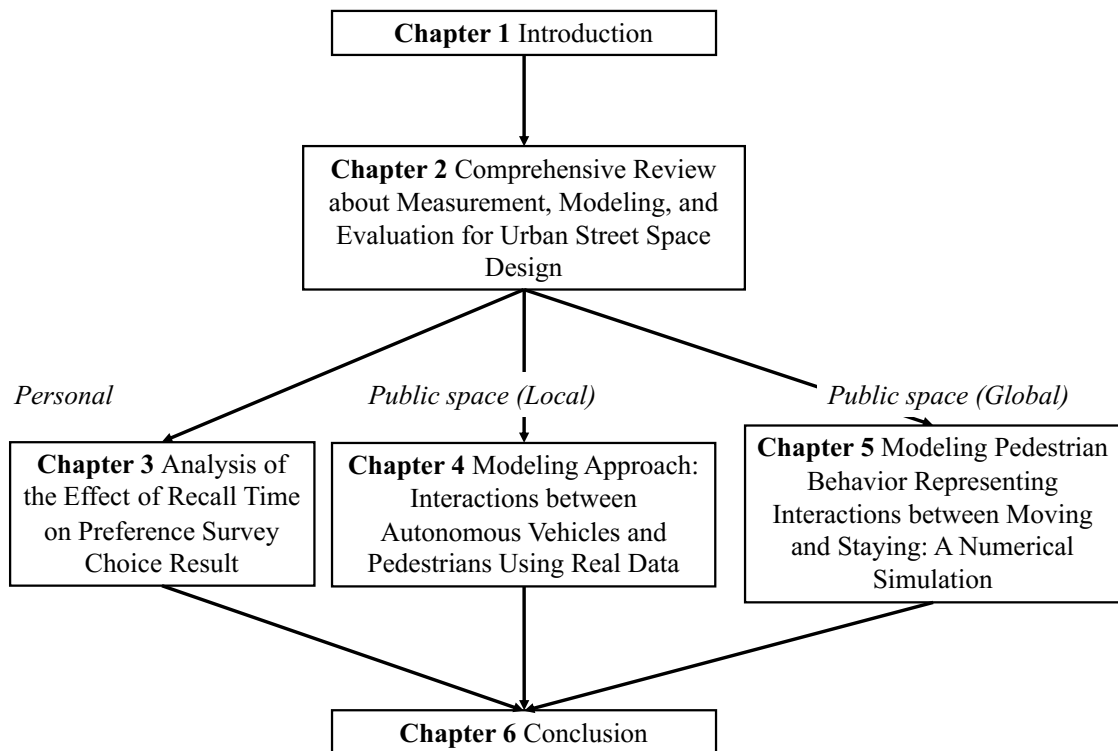 Chapter 1 Introduction
Chapter 2 Comprehensive Review
about Measurement, Modeling, and
Evaluation for Urban Street Space
Design
Personal
Public space (Local)
Public space (Global)
Chapter 3 Analysis of
the Effect of Recall Time
on Preference Survey
Choice Result
Chapter 4 Modeling Approach:
Interactions between
Autonomous Vehicles and
Pedestrians Using Real Data
Chapter 5 Modeling Pedestrian
Behavior Representing
Interactions between Moving
and Staying: A Numerical
Simulation
Chapter 6 Conclusion